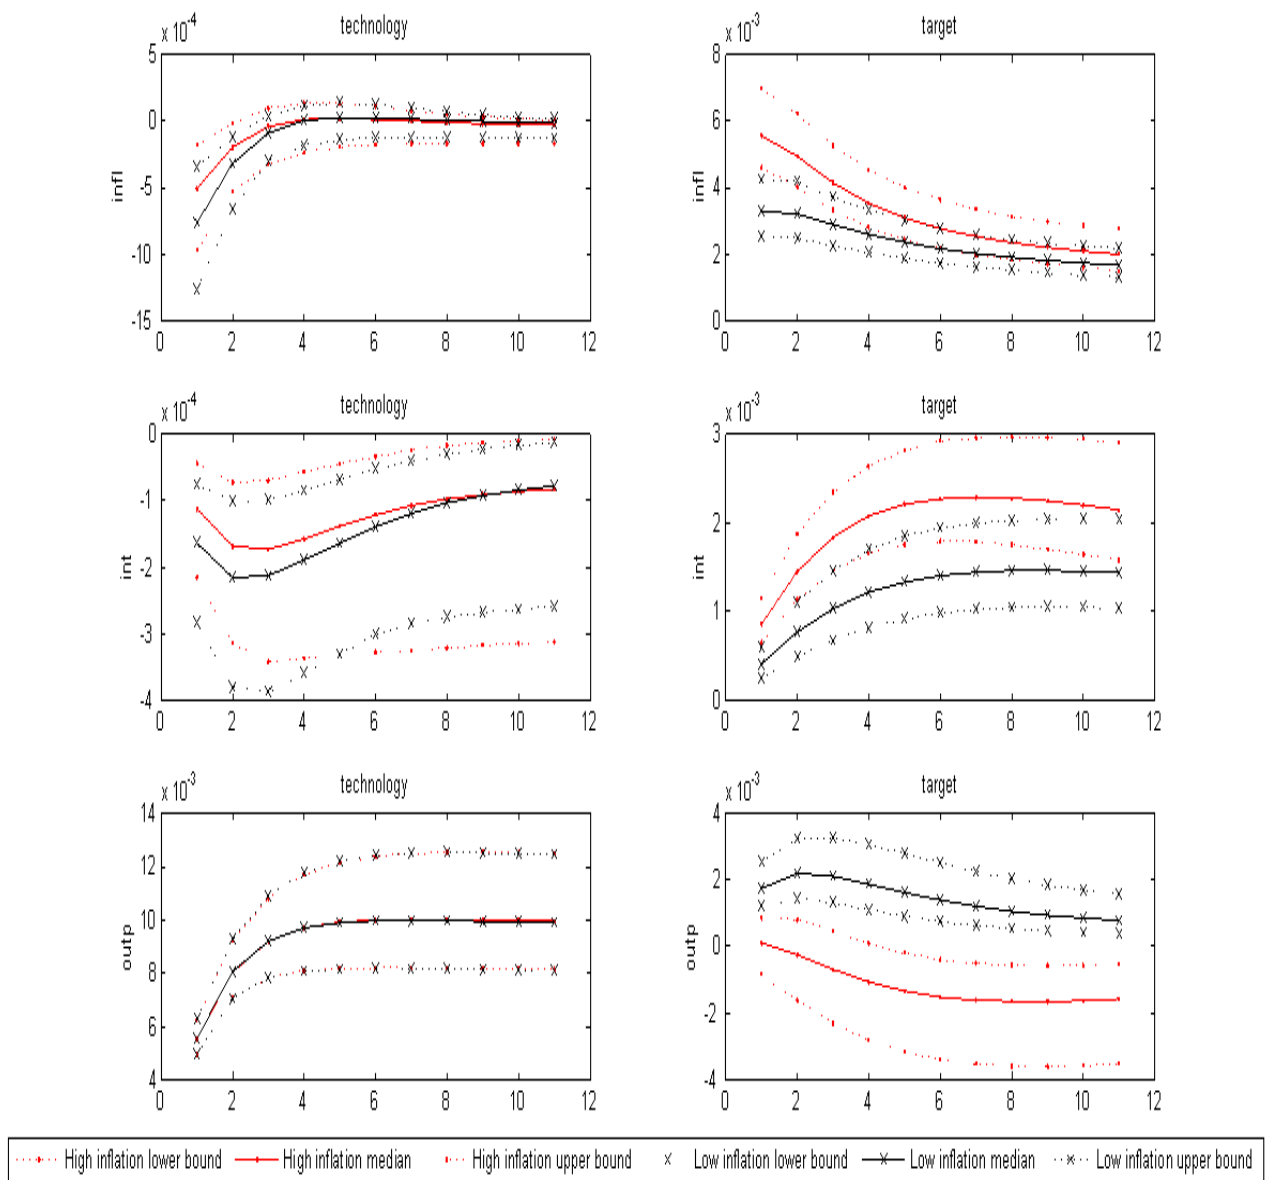 x 10-4
technology
5
0
-5
-10
-15
infl
0 2 4 6 8 10 12
x 10-3
target
8
6
4
2
0
infl
0 2 4 6 8 10 12
x 10-4
technology
0
-1
-2
-3
-4
int
0 2 4 6 8 10 12
x 10-3
target
3
2
1
0
int
0 2 4 6 8 10 12
x 10-3
technology
14
12
10
8
6
4
outp
0 2 4 6 8 10 12
x 10-3
target
4
2
0
-2
-4
outp
0 2 4 6 8 10 12
High inflation lower bound High inflation median High inflation upper bound Low inflation lower bound Low inflation median Low inflation upper bound